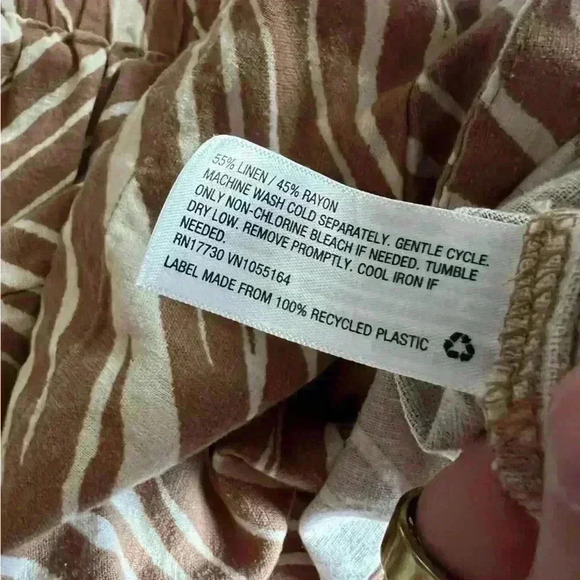 55% LINEN / 45% RAYON
MACHINE WASH COLD SEPARATELY. GENTLE CYCLE.
ONLY NON-CHLORINE BLEACH IF NEEDED. TUMBLE
DRY LOW. REMOVE PROMPTLY. COOL IRON IF
NEEDED.
RN17730 VN1055164
LABEL MADE FROM 100% RECYCLED PLASTIC